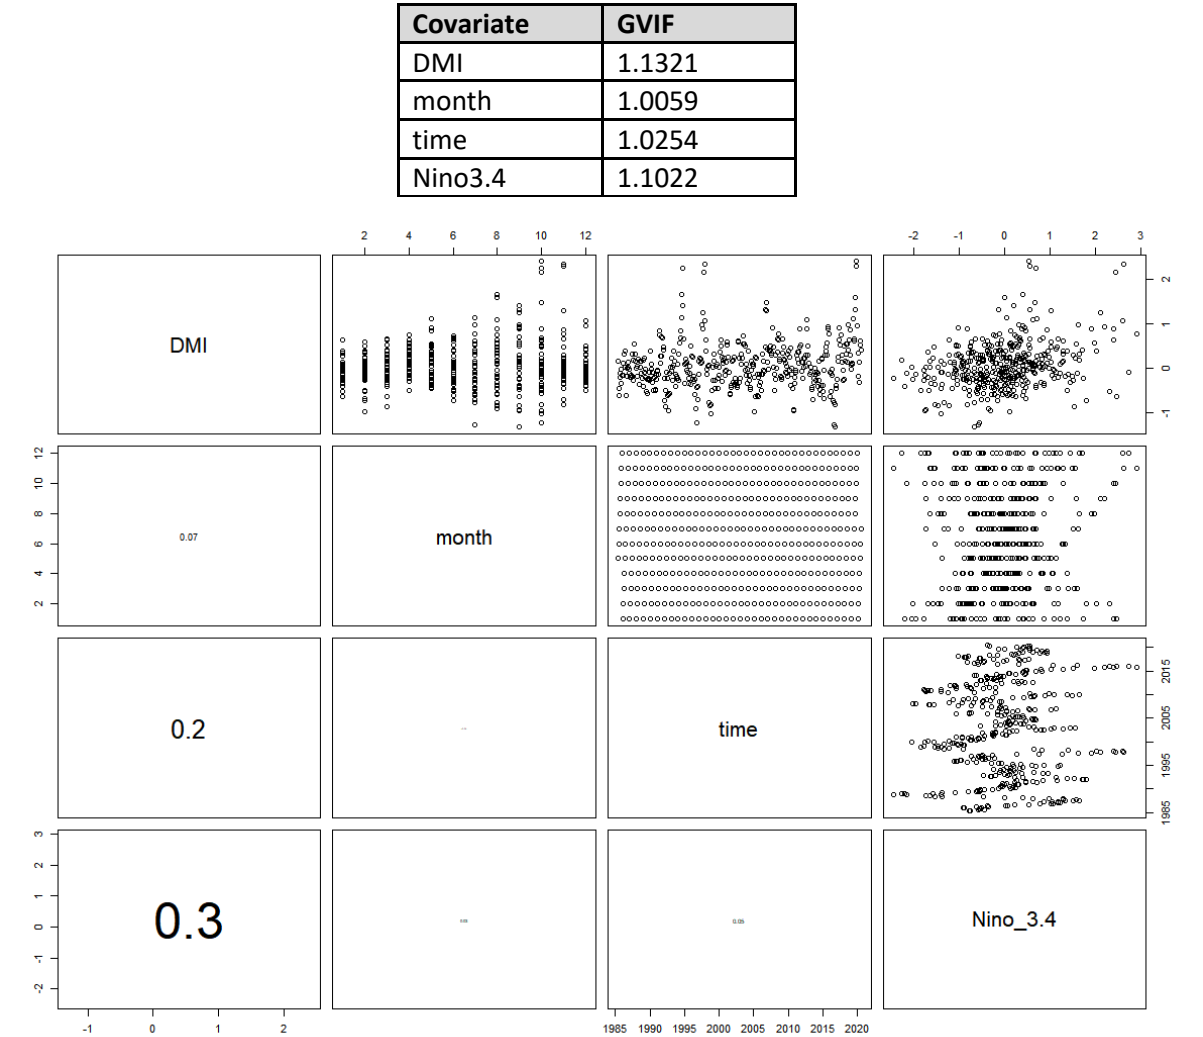 Covariate GVIF
DMI 1.1321
month 1.0059
time 1.0254
Nino3.4 1.1022
2 4 6 8 10 12 -2 -1 0 1 2 3
DMI
2
1
0
-1
12
10
8
6
4
2
0.07
month
0.2
time
2015
2005
1995
1985
3
2
1
0
-1
-2
0.3
0.05
Nino_3.4
-1 0 1 2 1985 1990 1995 2000 2005 2010 2015 2020